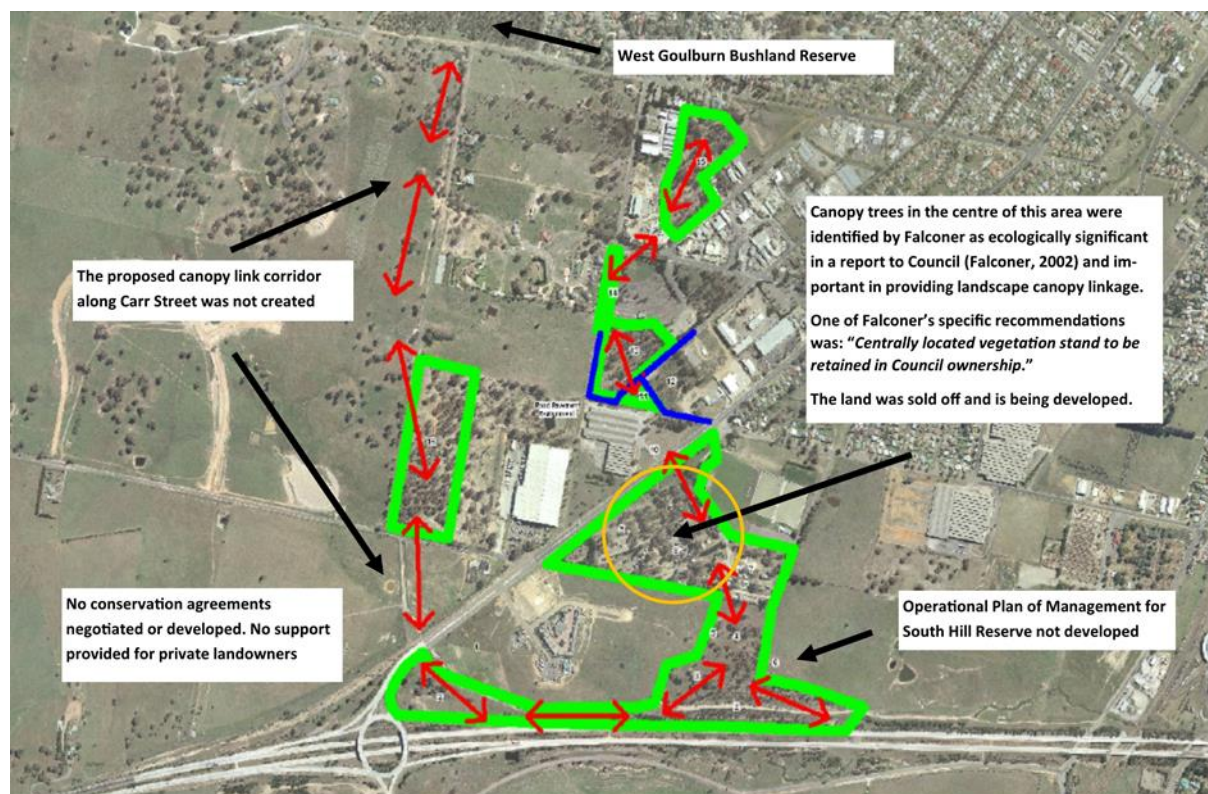 West Goulburn Bushland Reserve
Canopy trees in the centre of this area were
identified by Falconer as ecologically significant
in a report to Council (Falconer, 2002) and im-
portant in providing landscape canopy linkage.
One of Falconer's specific recommendations
was: "Centrally located vegetation stand to be
retained in Council ownership."
The land was sold off and is being developed.
The proposed canopy link corridor
along Carr Street was not created
No conservation agreements
negotiated or developed. No support
provided for private landowners
Operational Plan of Management for
South Hill Reserve not developed